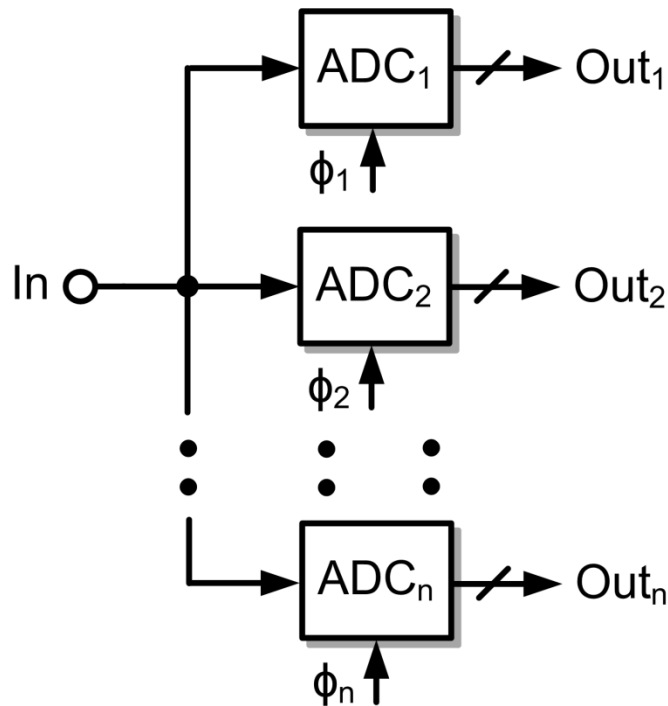 ADC₁ Out₁
ϕ₁
In ADC₂ Out₂
ϕ₂
ADCₙ Outₙ
ϕₙ